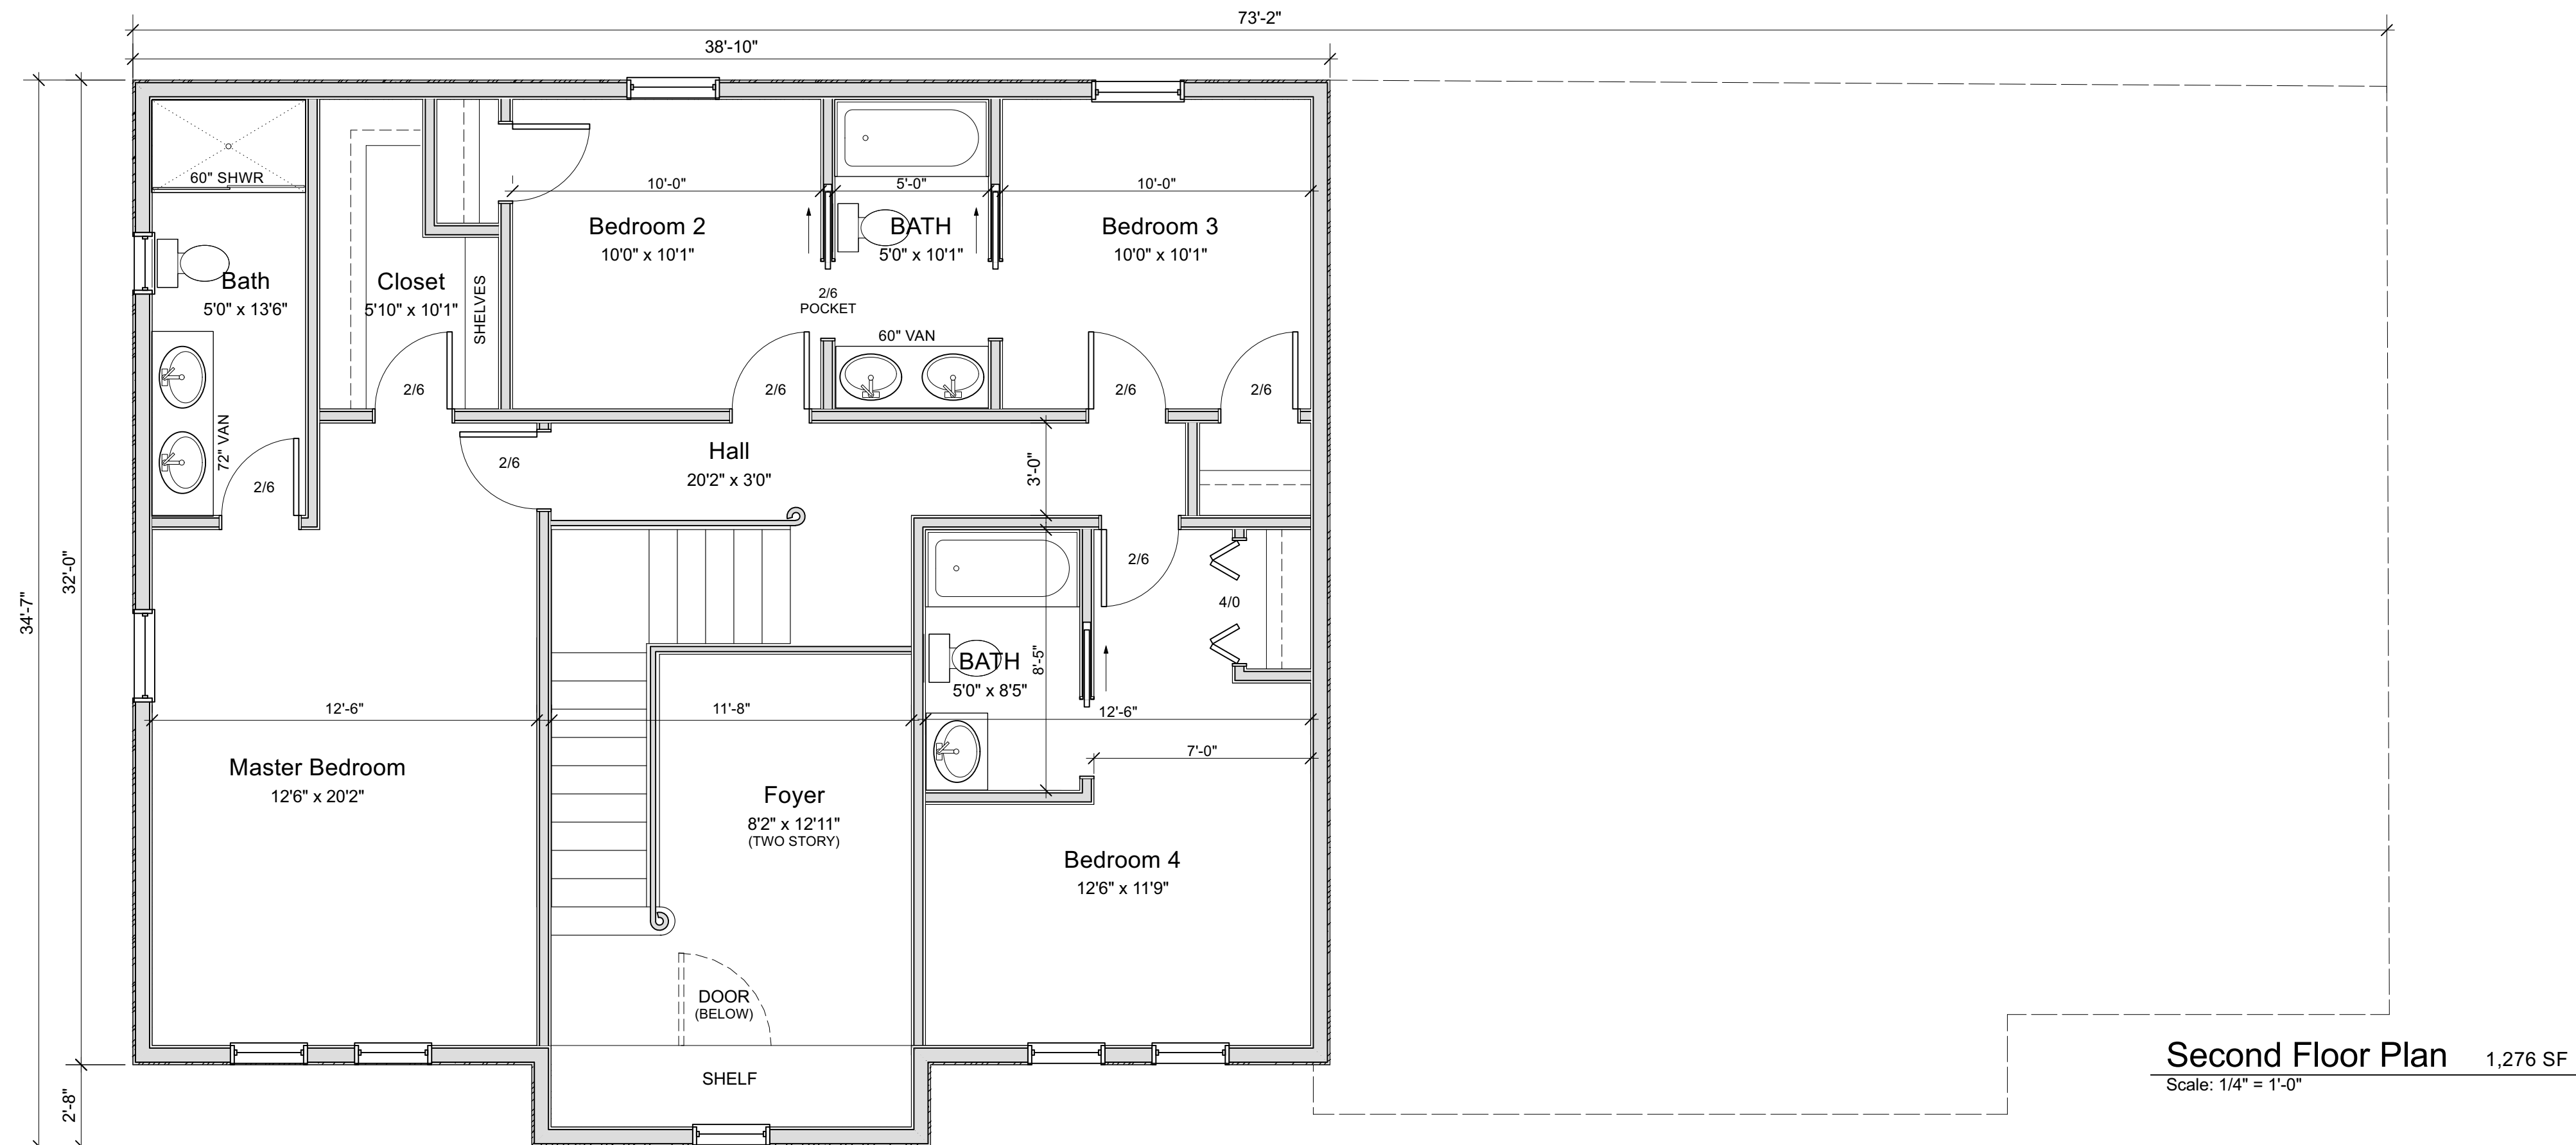 73'-2"
38'-10"
34'-7"
32'-0"
2'-8"
60" SHWR
Bath
5'0" x 13'6"
72" VAN
2/6
Closet
5'10" x 10'1"
SHELVES
2/6
10'-0"
Bedroom 2
10'0" x 10'1"
2/6
2/6
POCKET
5'-0"
BATH
5'0" x 10'1"
60" VAN
10'-0"
Bedroom 3
10'0" x 10'1"
2/6
2/6
2/6
Hall
20'2" x 3'0"
3'-0"
2/6
4/0
BATH
5'0" x 8'5"
8'-5"
12'-6"
11'-8"
12'-6"
7'-0"
Master Bedroom
12'6" x 20'2"
Foyer
8'2" x 12'11"
(TWO STORY)
Bedroom 4
12'6" x 11'9"
DOOR
(BELOW)
SHELF
Second Floor Plan 1,276 SF
Scale: 1/4" = 1'-0"